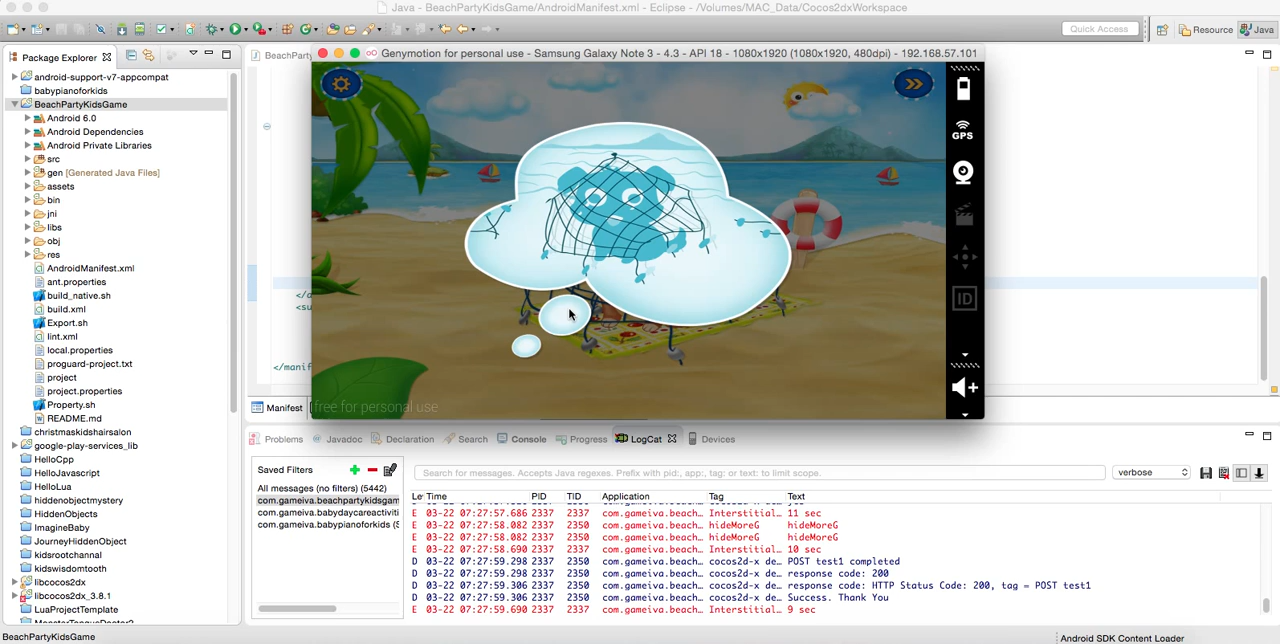 Java - BeachPartyKidsGame/AndroidManifest.xml - Eclipse - /Volumes/MAC_Data/Cocos2dxWorkspace
Quick Access
Resource
Java
Package Explorer
BeachParty
Genymotion for personal use - Samsung Galaxy Note 3 - 4.3 - API 18 - 1080x1920 (1080x1920, 480dpi) - 192.168.57.101
android-support-v7-appcompat
babypianoforkids
BeachPartyKidsGame
Android 6.0
Android Dependencies
Android Private Libraries
src
gen [Generated Java Files]
assets
bin
jni
libs
obj
res
AndroidManifest.xml
ant.properties
build_native.sh
build.xml
Export.sh
lint.xml
local.properties
proguard-project.txt
project
project.properties
Property.sh
README.md
christmaskidshairsalon
google-play-services_lib
HelloCpp
HelloJavascript
HelloLua
hiddenobjectmystery
HiddenObjects
ImagineBaby
JourneyHiddenObject
kidsrootchannel
kidswisdomtooth
libcocos2dx
libcocos2dx_3.8.1
LuaProjectTemplate
BeachPartyKidsGame
GPS
ID
free for personal use
</a
<su
</manif
Manifest
Problems
Javadoc
Declaration
Search
Console
Progress
LogCat
Devices
Saved Filters
All messages (no filters) (5442)
com.gameiva.beachpartykidsgam
com.gameiva.babydaycareactiviti
com.gameiva.babypianoforkids (5
Search for messages. Accepts Java regexes. Prefix with pid:, app:, tag: or text: to limit scope.
verbose
Le Time PID TID Application Tag Text
E 03-22 07:27:57.686 2337 2337 com.gameiva.beach… Interstitial… 11 sec
E 03-22 07:27:58.082 2337 2350 com.gameiva.beach… hideMoreG hideMoreG
E 03-22 07:27:58.082 2337 2350 com.gameiva.beach… hideMoreG hideMoreG
E 03-22 07:27:58.690 2337 2337 com.gameiva.beach… Interstitial… 10 sec
D 03-22 07:27:59.298 2337 2350 com.gameiva.beach… cocos2d-x de… POST test1 completed
D 03-22 07:27:59.306 2337 2350 com.gameiva.beach… cocos2d-x de… response code: 200
D 03-22 07:27:59.306 2337 2350 com.gameiva.beach… cocos2d-x de… response code: HTTP Status Code: 200, tag = POST test1
D 03-22 07:27:59.306 2337 2350 com.gameiva.beach… cocos2d-x de… Success. Thank You
E 03-22 07:27:59.690 2337 2337 com.gameiva.beach… Interstitial… 9 sec
Android SDK Content Loader